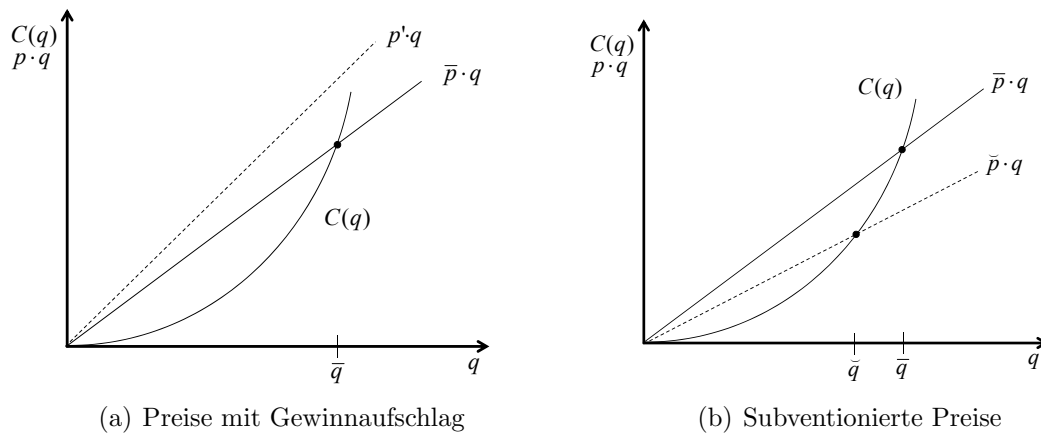 C(q)
p · q
p'·q
p̅ · q
C(q)
q̅
q
(a) Preise mit Gewinnaufschlag
C(q)
p · q
C(q)
p̅ · q
p̆ · q
q̆
q̅
q
(b) Subventionierte Preise